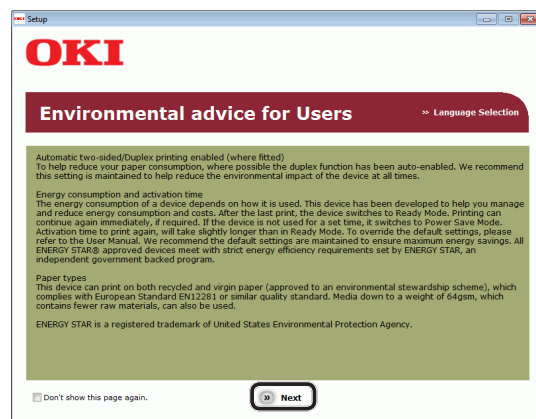 OKI Setup
OKI
Environmental advice for Users
» Language Selection
Automatic two-sided/Duplex printing enabled (where fitted)
To help reduce your paper consumption, where possible the duplex function has been auto-enabled. We recommend
this setting is maintained to help reduce the environmental impact of the device at all times.
Energy consumption and activation time
The energy consumption of a device depends on how it is used. This device has been developed to help you manage
and reduce energy consumption and costs. After the last print, the device switches to Ready Mode. Printing can
continue again immediately, if required. If the device is not used for a set time, it switches to Power Save Mode.
Activation time to print again, will take slightly longer than in Ready Mode. To override the default settings, please
refer to the User Manual. We recommend the default settings are maintained to ensure maximum energy savings. All
ENERGY STAR® approved devices meet with strict energy efficiency requirements set by ENERGY STAR, an
independent government backed program.
Paper types
This device can print on both recycled and virgin paper (approved to an environmental stewardship scheme), which
complies with European Standard EN12281 or similar quality standard. Media down to a weight of 64gsm, which
contains fewer raw materials, can also be used.
ENERGY STAR is a registered trademark of United States Environmental Protection Agency.
Don't show this page again.
» Next